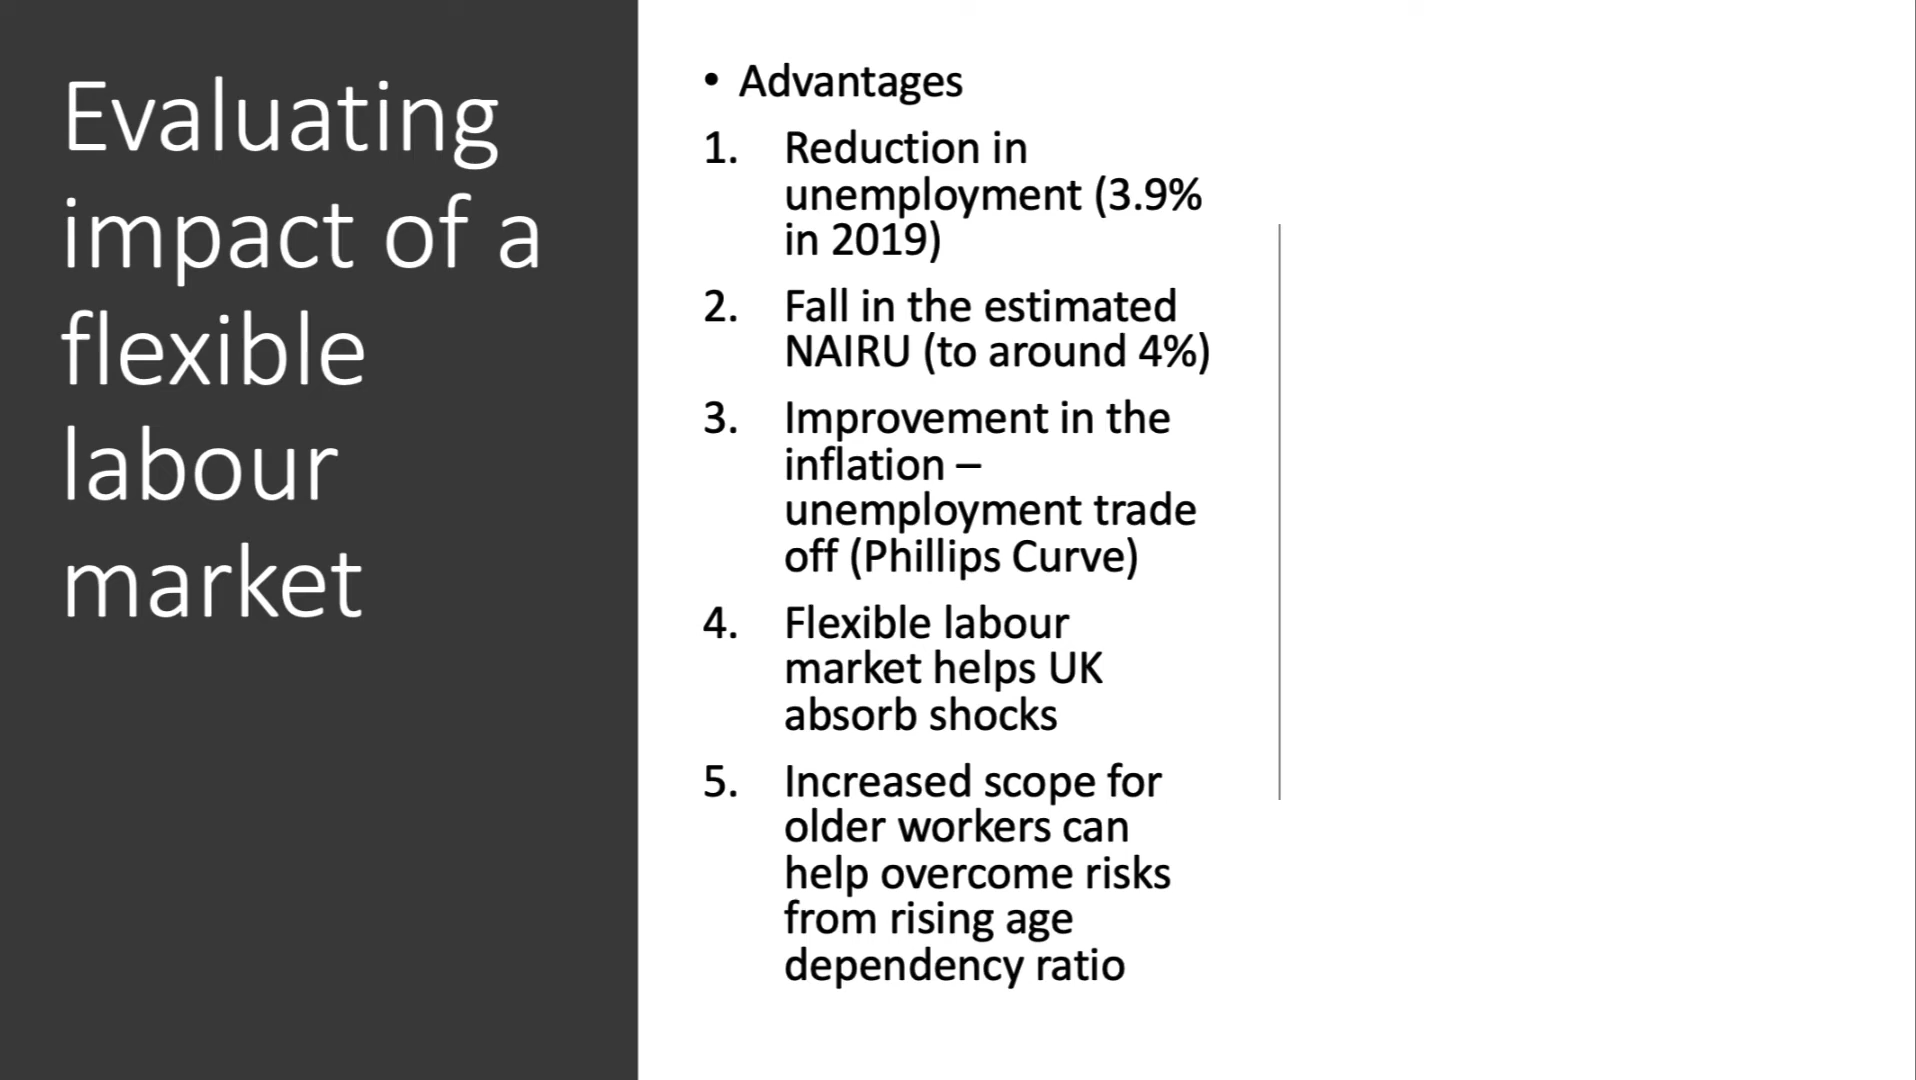 Evaluating
impact of a
flexible
labour
market
• Advantages
1. Reduction in
unemployment (3.9%
in 2019)
2. Fall in the estimated
NAIRU (to around 4%)
3. Improvement in the
inflation –
unemployment trade
off (Phillips Curve)
4. Flexible labour
market helps UK
absorb shocks
5. Increased scope for
older workers can
help overcome risks
from rising age
dependency ratio